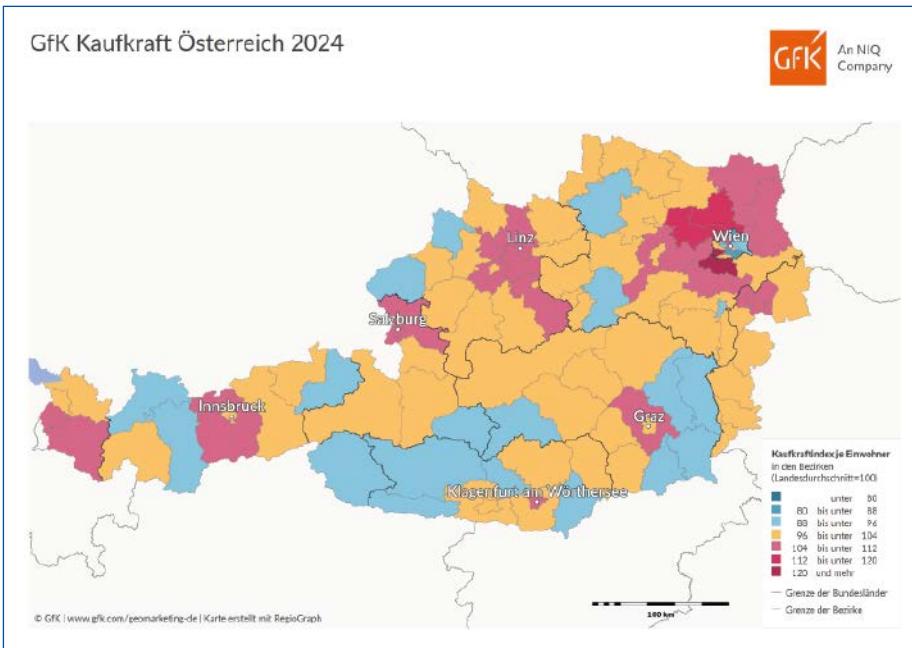 GfK Kaufkraft Österreich 2024
GfK
An NIQ
Company
Linz
Wien
Salzburg
Innsbruck
Graz
Klagenfurt am Wörthersee
Kaufkraftindex je Einwohner
in den Bezirken
(Landesdurchschnitt=100)
unter 80
80 bis unter 88
88 bis unter 96
96 bis unter 104
104 bis unter 112
112 bis unter 120
120 und mehr
Grenze der Bundesländer
Grenze der Bezirke
100 km
© GfK | www.gfk.com/geomarketing-de | Karte erstellt mit RegioGraph